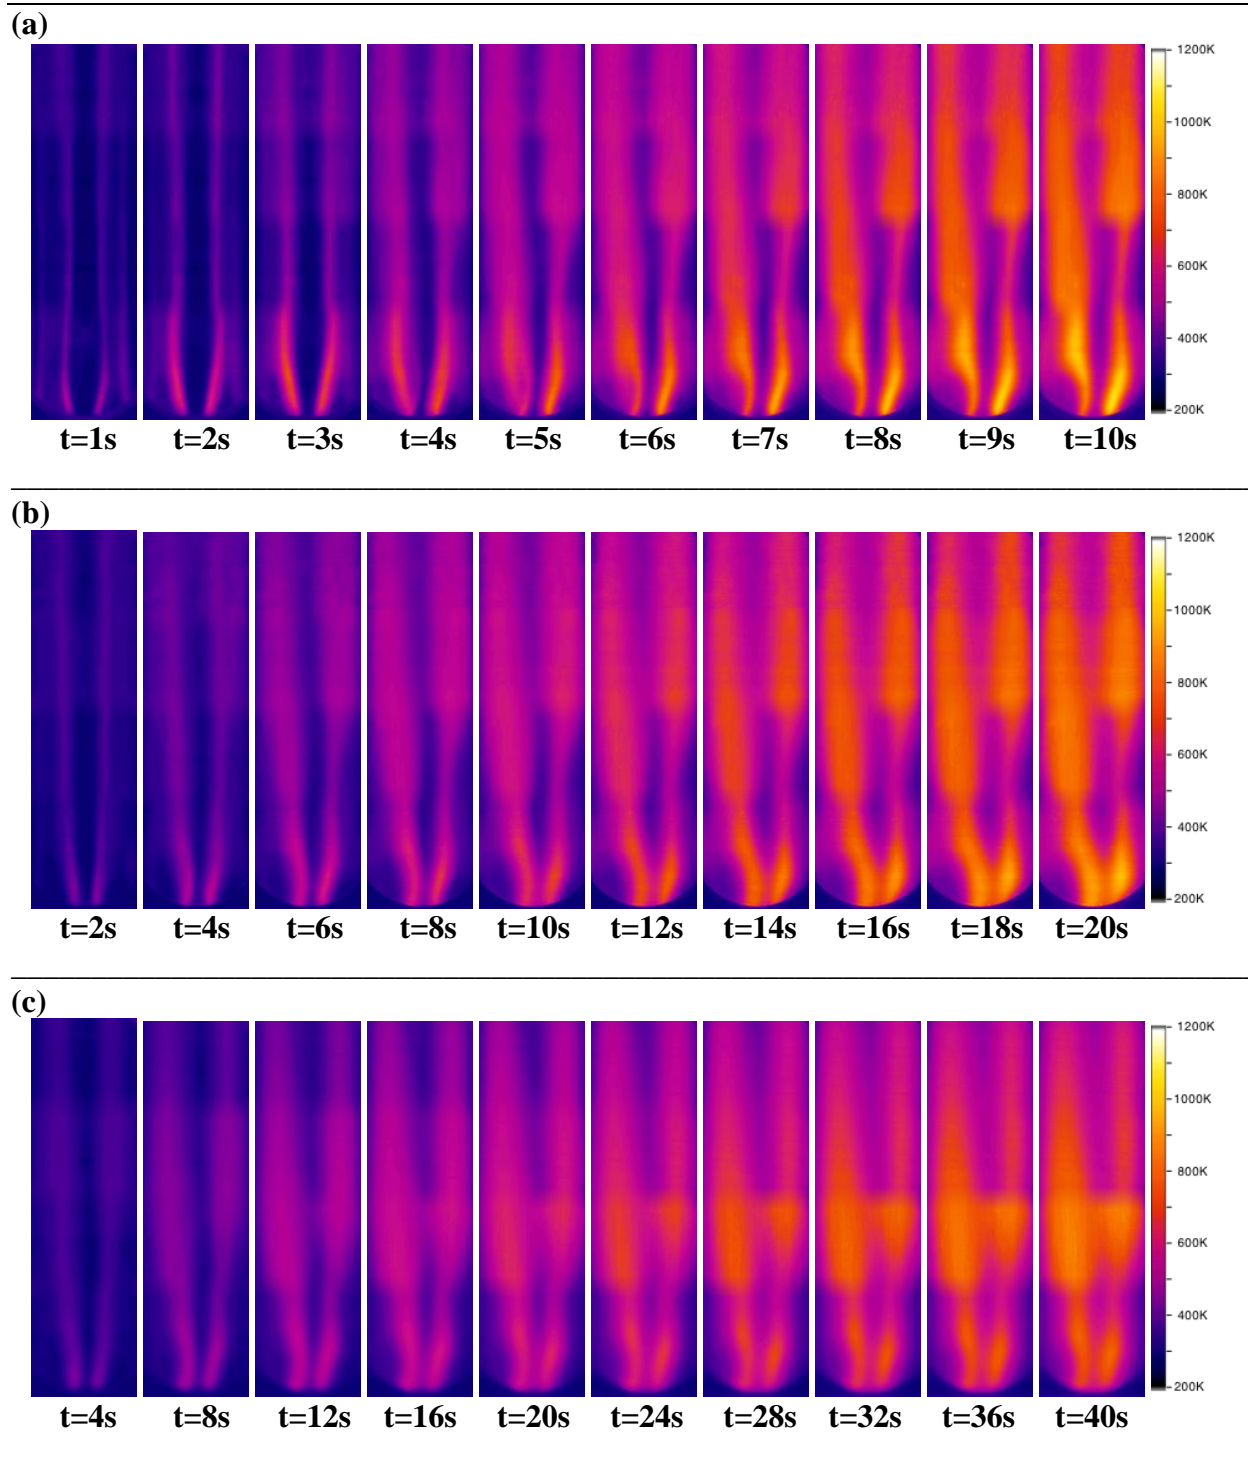 (a)
1200K
1000K
800K
600K
400K
200K
t=1s t=2s t=3s t=4s t=5s t=6s t=7s t=8s t=9s t=10s
(b)
1200K
1000K
800K
600K
400K
200K
t=2s t=4s t=6s t=8s t=10s t=12s t=14s t=16s t=18s t=20s
(c)
1200K
1000K
800K
600K
400K
200K
t=4s t=8s t=12s t=16s t=20s t=24s t=28s t=32s t=36s t=40s